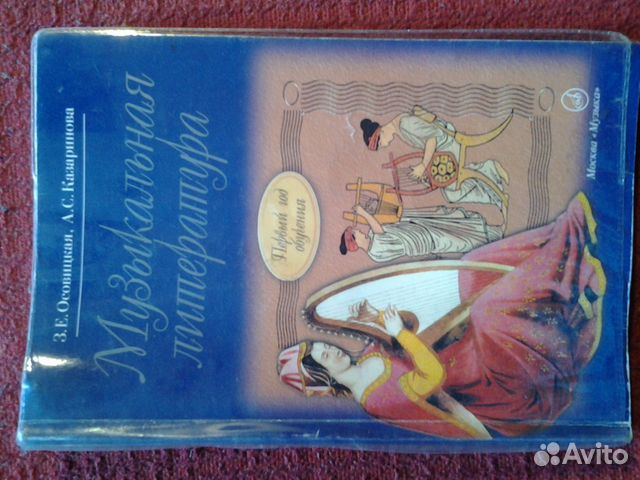 З.Е.Осовицкая, А.С.Казаринова
Музыкальная
литература
Первый год
обучения
Москва «Музыка»
Avito